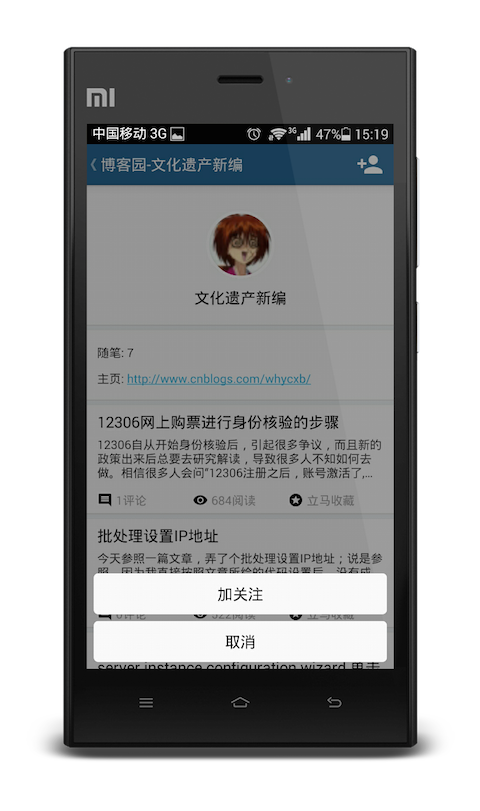 mi
中国移动 3G
3G 47% 15:19
博客园-文化遗产新编
文化遗产新编
随笔: 7
主页: http://www.cnblogs.com/whycxb/
12306网上购票进行身份核验的步骤
12306自从开始身份核验后，引起很多争议，而且新的
政策出来后总要去研究解读，导致很多人不知如何去
做。相信很多人会问“12306注册之后，账号激活了,...
1评论 684阅读 立马收藏
批处理设置IP地址
今天参照一篇文章，弄了个批处理设置IP地址；说是参
照，因为我直接按照文章所给的代码设置后，没有成
加关注
0评论 522阅读 立马收藏
取消
server instance configuration wizard